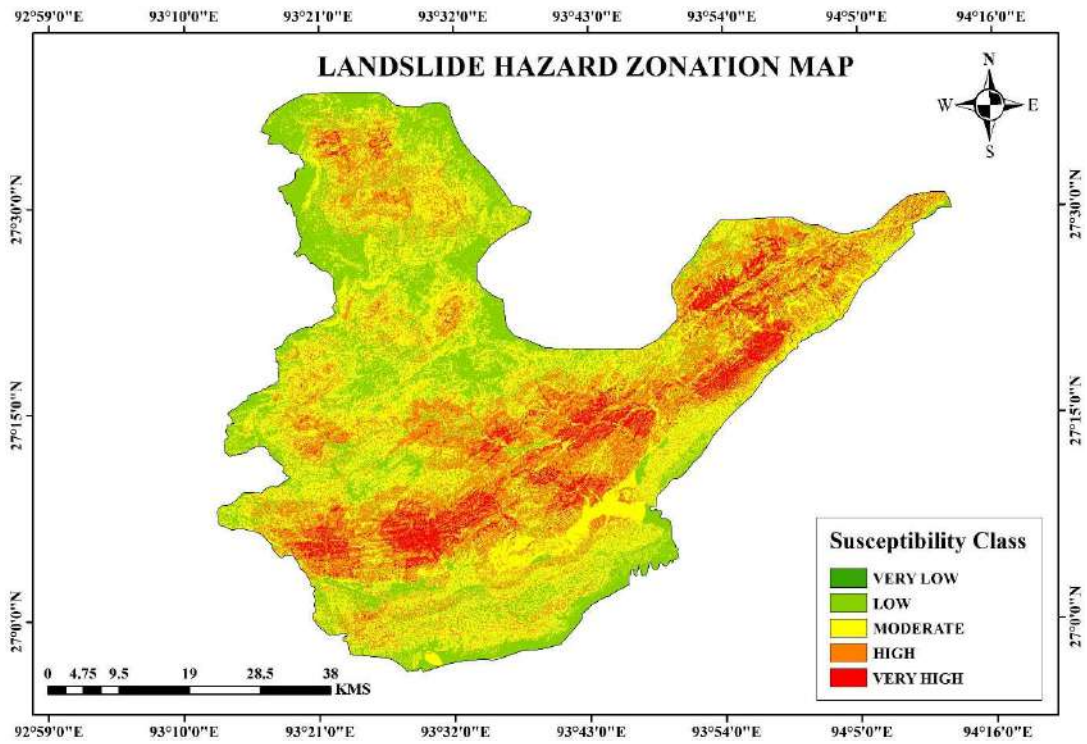 92°59'0"E 93°10'0"E 93°21'0"E 93°32'0"E 93°43'0"E 93°54'0"E 94°5'0"E 94°16'0"E
LANDSLIDE HAZARD ZONATION MAP
N
W E
S
27°30'0"N 27°30'0"N
27°15'0"N 27°15'0"N
27°0'0"N 27°0'0"N
Susceptibility Class
VERY LOW
LOW
MODERATE
HIGH
VERY HIGH
0 4.75 9.5 19 28.5 38
KMS
92°59'0"E 93°10'0"E 93°21'0"E 93°32'0"E 93°43'0"E 93°54'0"E 94°5'0"E 94°16'0"E